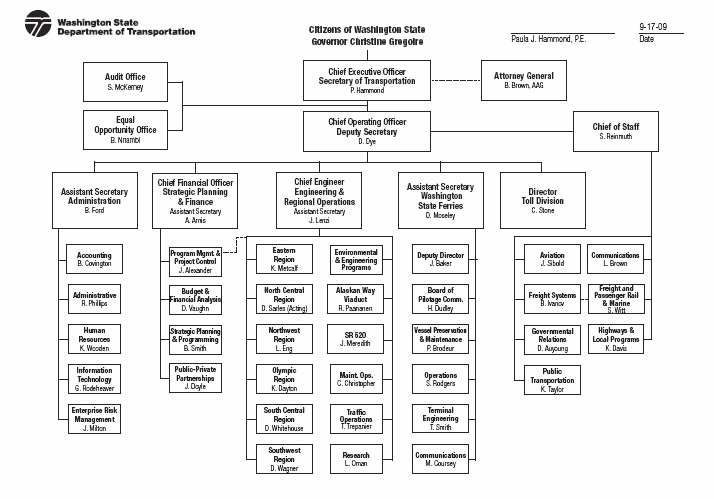 Washington State
Department of Transportation
Citizens of Washington State
Governor Christine Gregoire
Paula J. Hammond, P.E.
9-17-09
Date
Audit Office
S. McKerney
Chief Executive Officer
Secretary of Transportation
P. Hammond
Attorney General
B. Brown, AAG
Equal
Opportunity Office
B. Nnambi
Chief Operating Officer
Deputy Secretary
D. Dye
Chief of Staff
S. Reinmuth
Assistant Secretary
Administration
B. Ford
Chief Financial Officer
Strategic Planning
& Finance
Assistant Secretary
A. Arnis
Chief Engineer
Engineering &
Regional Operations
Assistant Secretary
J. Lenzi
Assistant Secretary
Washington
State Ferries
D. Moseley
Director
Toll Division
C. Stone
Accounting
B. Covington
Administrative
R. Phillips
Human
Resources
K. Wooden
Information
Technology
G. Rodeheaver
Enterprise Risk
Management
J. Milton
Program Mgmt. &
Project Control
J. Alexander
Budget &
Financial Analysis
D. Vaughn
Strategic Planning
& Programming
B. Smith
Public-Private
Partnerships
J. Doyle
Eastern
Region
K. Metcalf
North Central
Region
D. Sarles (Acting)
Northwest
Region
L. Eng
Olympic
Region
K. Dayton
South Central
Region
D. Whitehouse
Southwest
Region
D. Wagner
Environmental
& Engineering
Programs
Alaskan Way
Viaduct
R. Paananen
SR 520
J. Meredith
Maint. Ops.
C. Christopher
Traffic
Operations
T. Trepanier
Research
L. Oman
Deputy Director
J. Baker
Board of
Pilotage Comm.
H. Dudley
Vessel Preservation
& Maintenance
P. Brodeur
Operations
S. Rodgers
Terminal
Engineering
T. Smith
Communications
M. Coursey
Aviation
J. Sibold
Freight Systems
B. Ivanov
Governmental
Relations
D. Auyoung
Public
Transportation
K. Taylor
Communications
L. Brown
Freight and
Passenger Rail
& Marine
S. Witt
Highways &
Local Programs
K. Davis